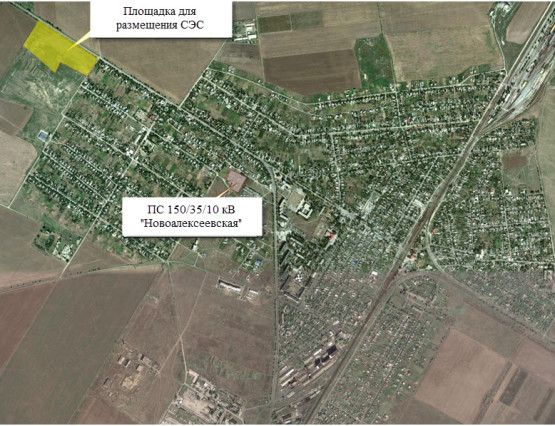 Площадка для
размещения СЭС
ПС 150/35/10 кВ
"Новоалексеевская"